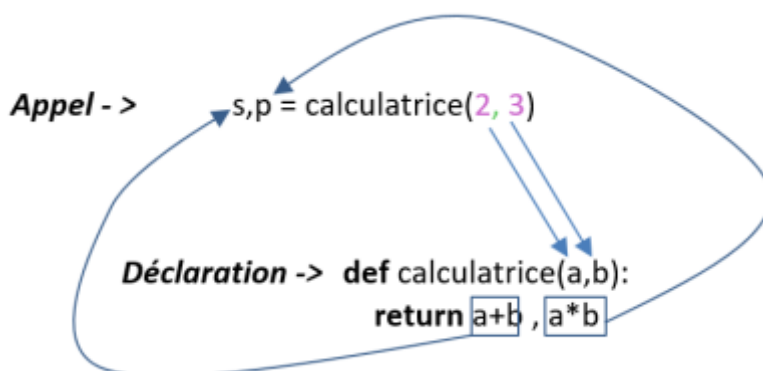 Appel - > s,p = calculatrice(2, 3)
Déclaration -> def calculatrice(a,b):
return a+b , a*b